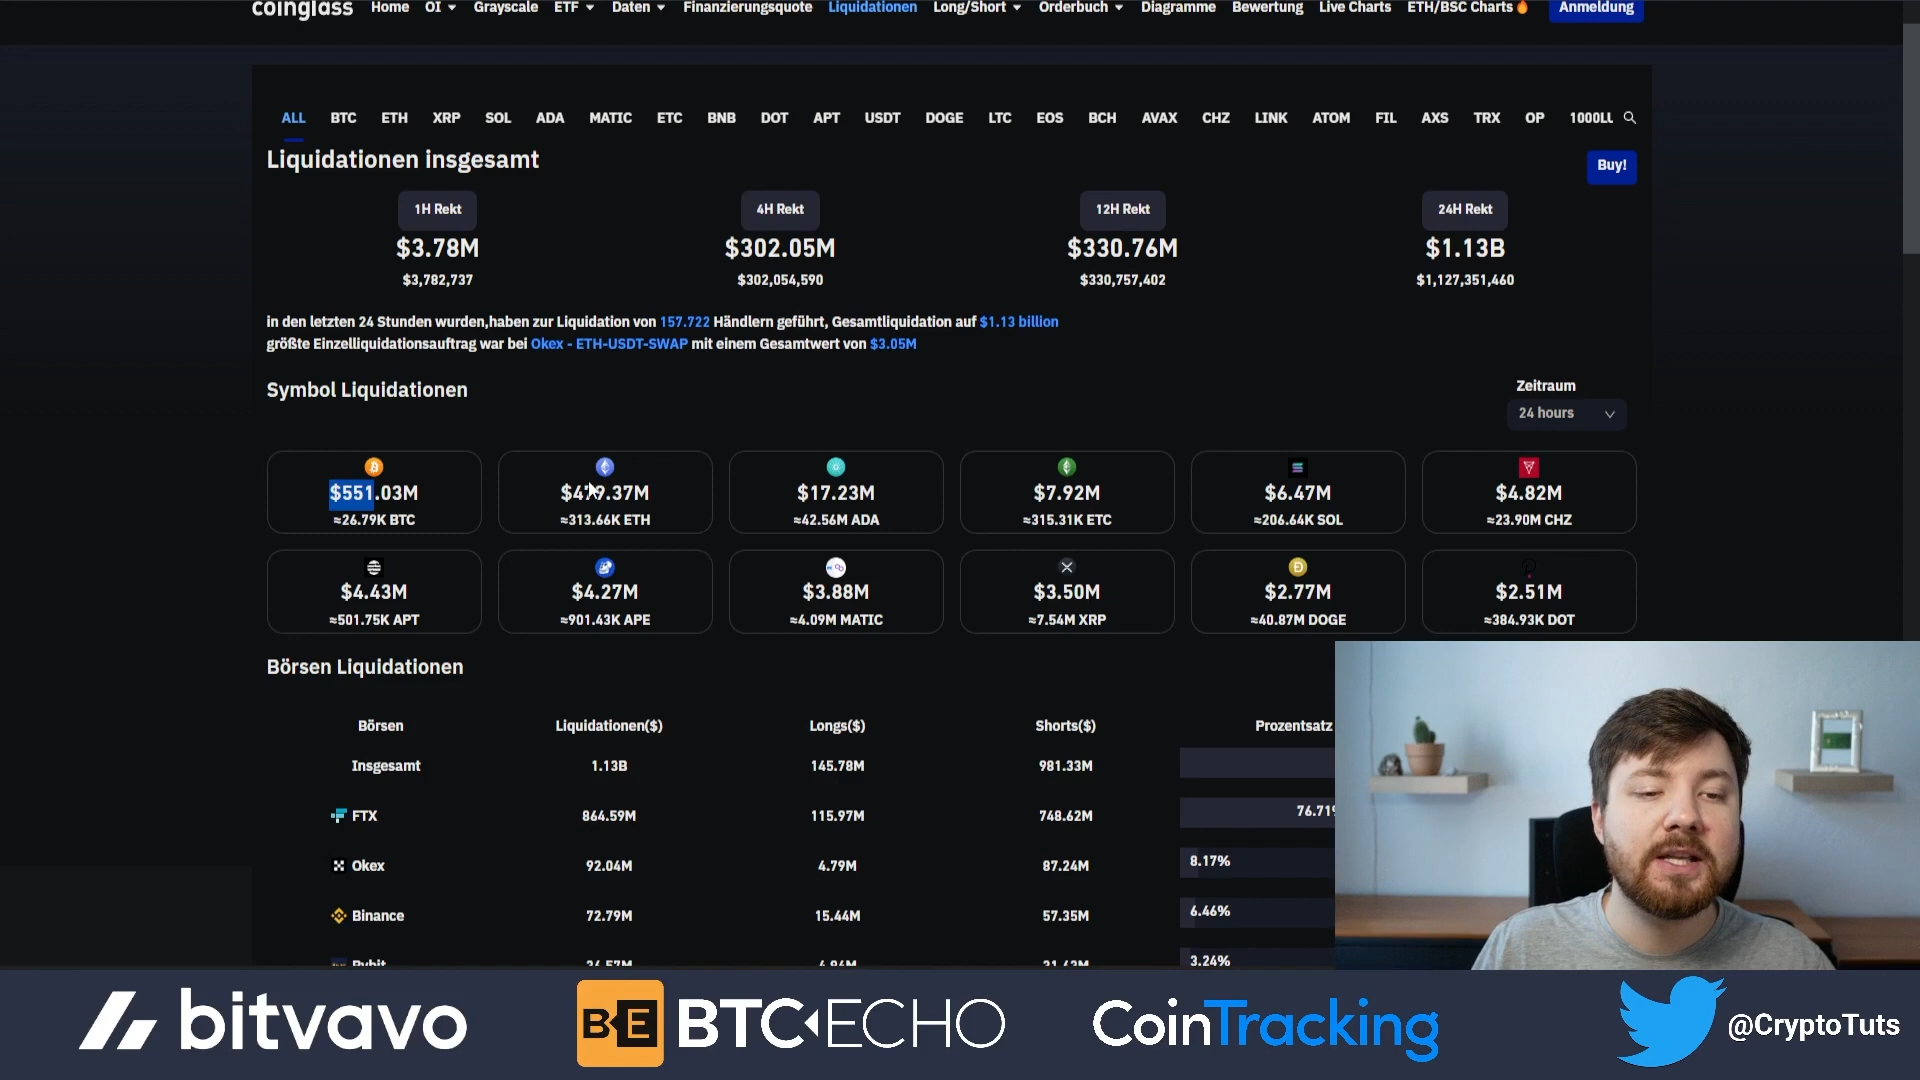 coinglass Home OI Grayscale ETF Daten Finanzierungsquote Liquidationen Long/Short Orderbuch Diagramme Bewertung Live Charts ETH/BSC Charts Anmeldung
ALL BTC ETH XRP SOL ADA MATIC ETC BNB DOT APT USDT DOGE LTC EOS BCH AVAX CHZ LINK ATOM FIL AXS TRX OP 1000LU
Liquidationen insgesamt
Buy!
1H Rekt 4H Rekt 12H Rekt 24H Rekt
$3.78M $302.05M $330.76M $1.13B
$3,782,737 $302,054,590 $330,757,402 $1,127,351,460
in den letzten 24 Stunden wurden,haben zur Liquidation von 157.722 Händlern geführt, Gesamtliquidation auf $1.13 billion
größte Einzelliquidationsauftrag war bei Okex - ETH-USDT-SWAP mit einem Gesamtwert von $3.05M
Symbol Liquidationen
Zeitraum
24 hours
$551.03M $479.37M $17.23M $7.92M $6.47M $4.82M
≈26.79K BTC ≈313.66K ETH ≈42.56M ADA ≈315.31K ETC ≈206.64K SOL ≈23.90M CHZ
$4.43M $4.27M $3.88M $3.50M $2.77M $2.51M
≈501.75K APT ≈901.43K APE ≈4.09M MATIC ≈7.54M XRP ≈40.87M DOGE ≈384.93K DOT
Börsen Liquidationen
Börsen Liquidationen($) Longs($) Shorts($) Prozentsatz
Insgesamt 1.13B 145.78M 981.33M
FTX 864.59M 115.97M 748.62M 76.71%
Okex 92.04M 4.79M 87.24M 8.17%
Binance 72.79M 15.44M 57.35M 6.46%
Bybit 3.24%
bitvavo BE BTC ECHO CoinTracking @CryptoTuts